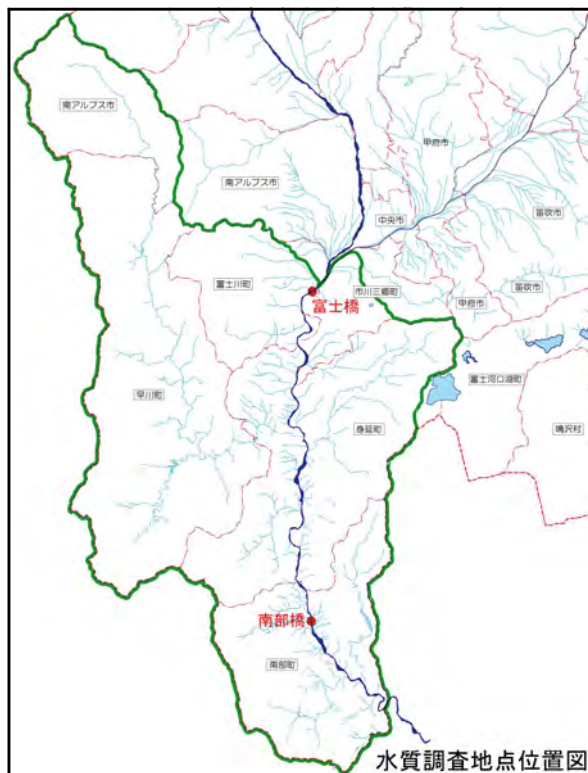 南アルプス市
南アルプス市
甲府市
中央市
笛吹市
富士川町
市川三郷町
富士橋
甲府市
笛吹市
富士河口湖町
早川町
身延町
鳴沢村
南部橋
南部町
水質調査地点位置図